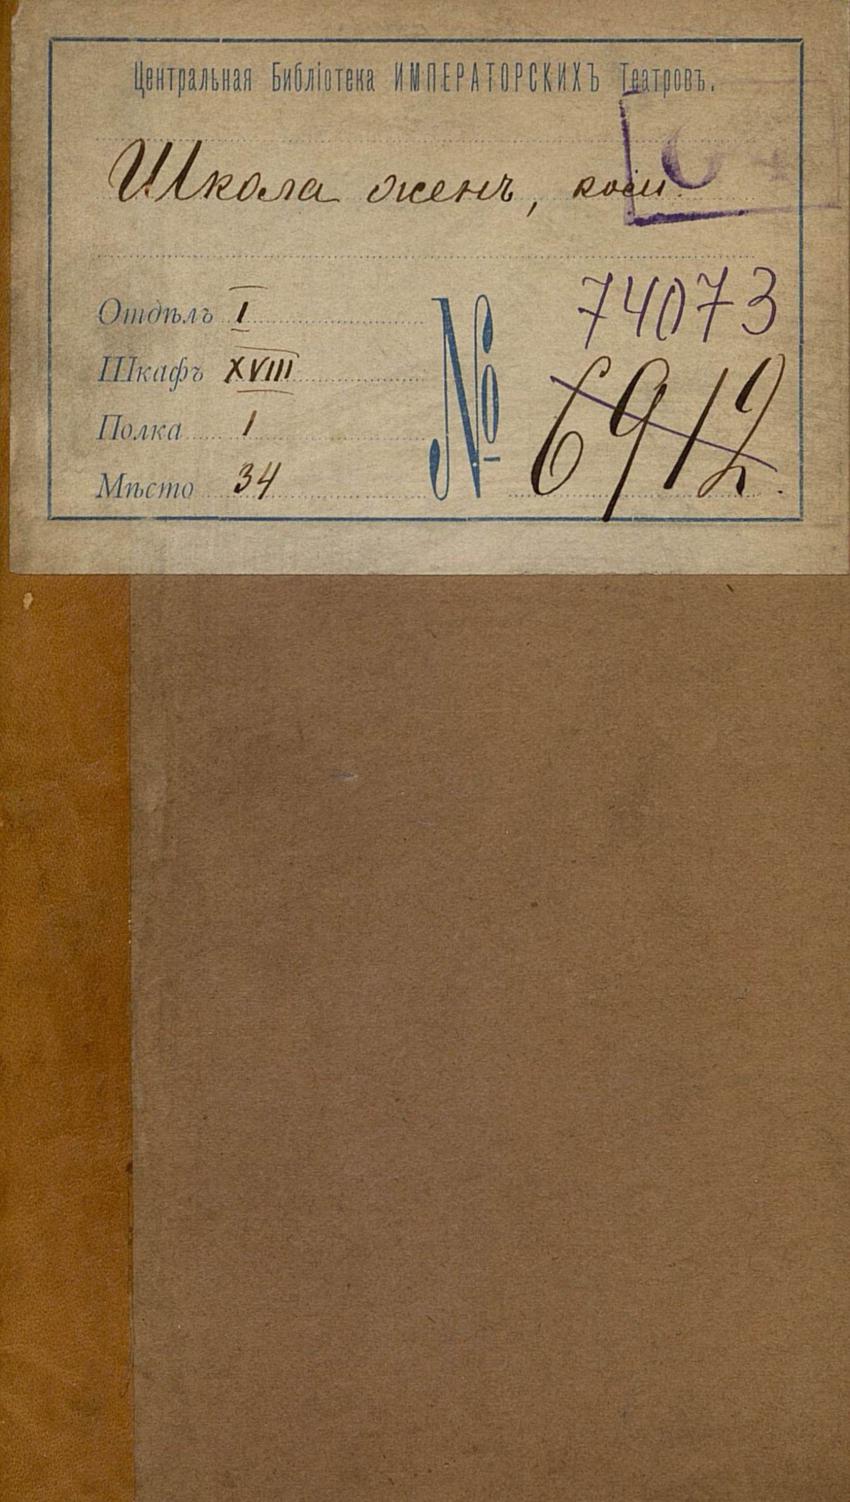 Центральная Библіотека ИМПЕРАТОРСКИХЪ Театровъ.
Школа женъ, ком.
Отдѣлъ I
Шкафъ XVIII
Полка 1
Мѣсто 34
№
74073
6912.